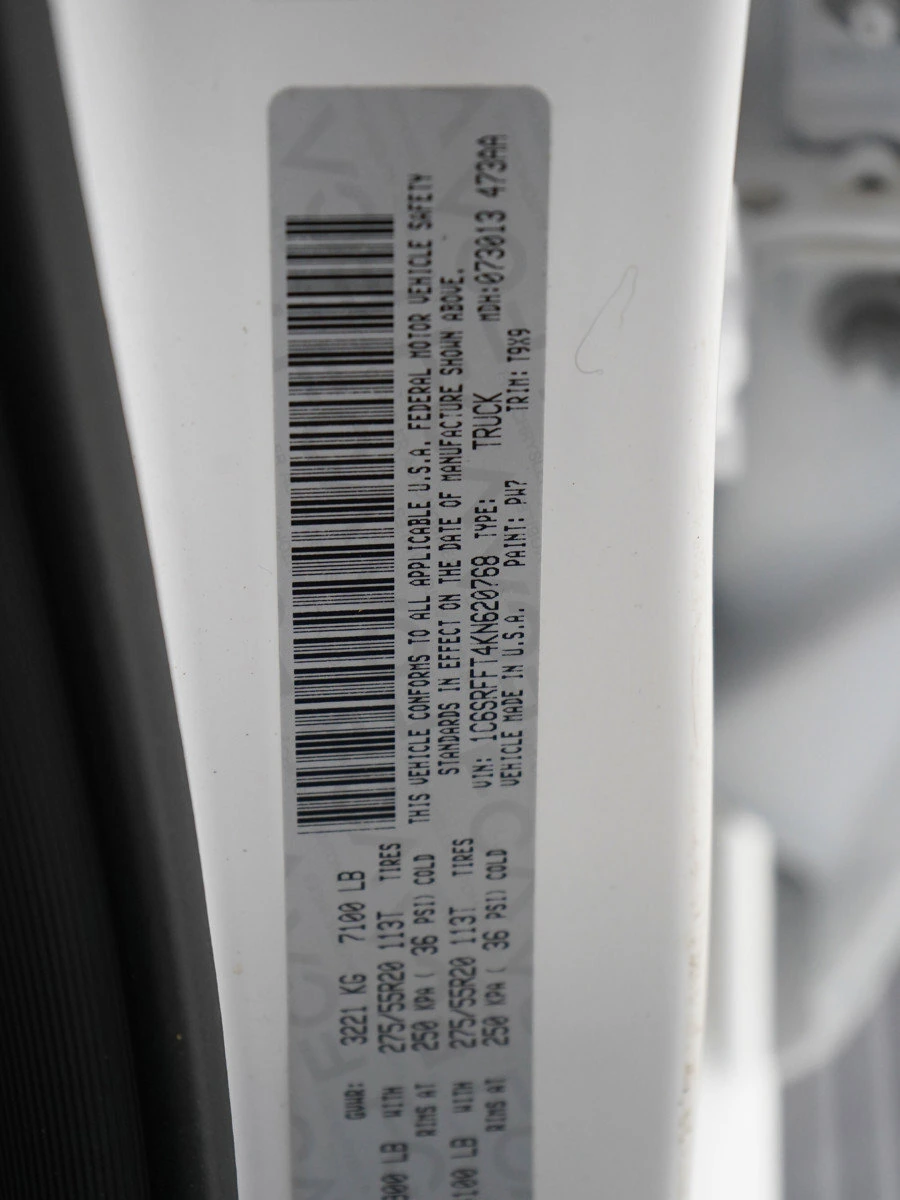 GVWR: 3221 KG 7100 LB
WITH 275/55R20 113T TIRES
RIMS AT 250 KPA ( 36 PSI) COLD
LB WITH 275/55R20 113T TIRES
RIMS AT 250 KPA ( 36 PSI) COLD
THIS VEHICLE CONFORMS TO ALL APPLICABLE U.S.A. FEDERAL MOTOR VEHICLE SAFETY
STANDARDS IN EFFECT ON THE DATE OF MANUFACTURE SHOWN ABOVE.
VIN: 1C6SRFFT4KN620768 TYPE: TRUCK MDH:073013 473AA
VEHICLE MADE IN U.S.A. PAINT: PW7 TRIM: T9X9